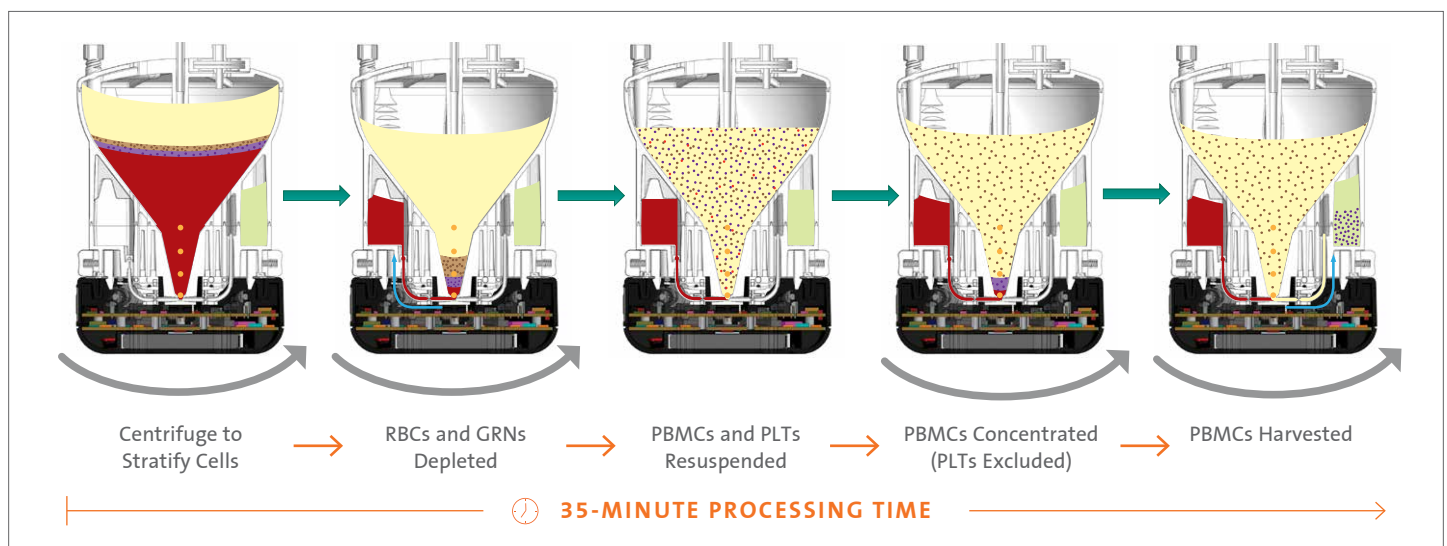 Centrifuge to
Stratify Cells
RBCs and GRNs
Depleted
PBMCs and PLTs
Resuspended
PBMCs Concentrated
(PLTs Excluded)
PBMCs Harvested
35-MINUTE PROCESSING TIME